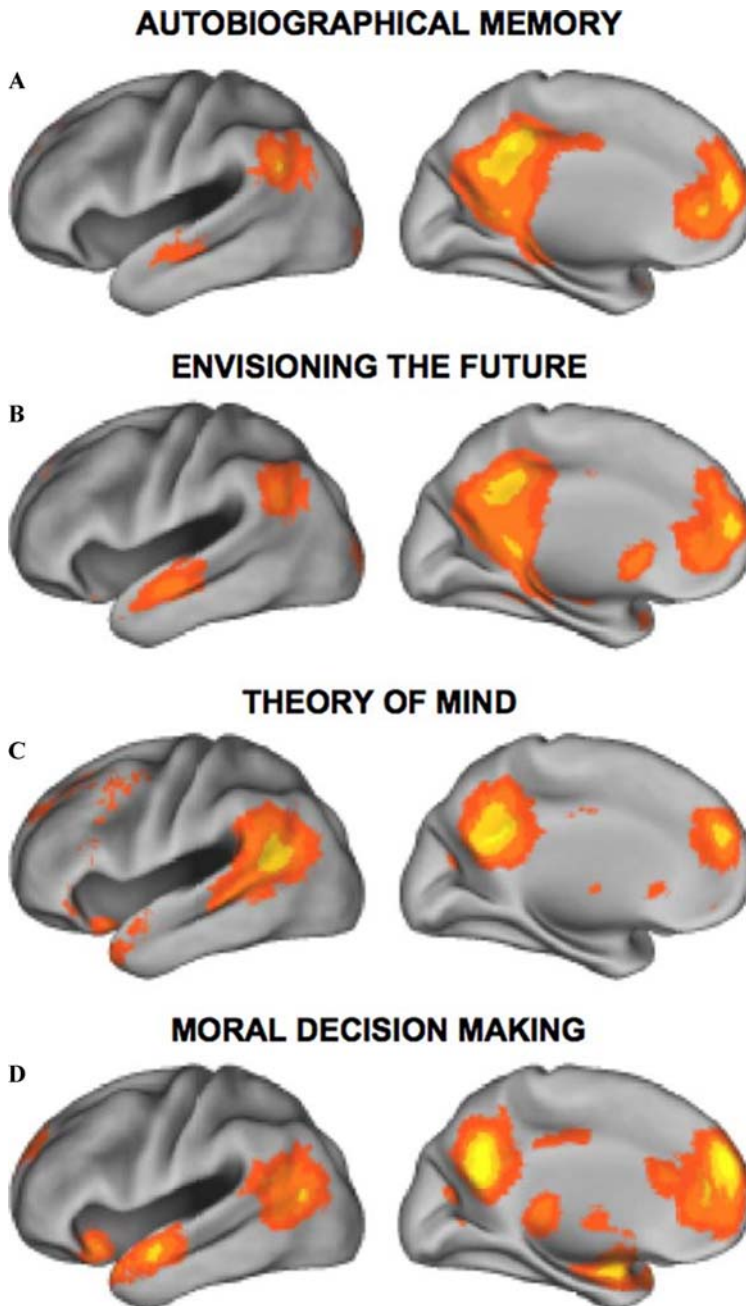 AUTOBIOGRAPHICAL MEMORY
A
ENVISIONING THE FUTURE
B
THEORY OF MIND
C
MORAL DECISION MAKING
D